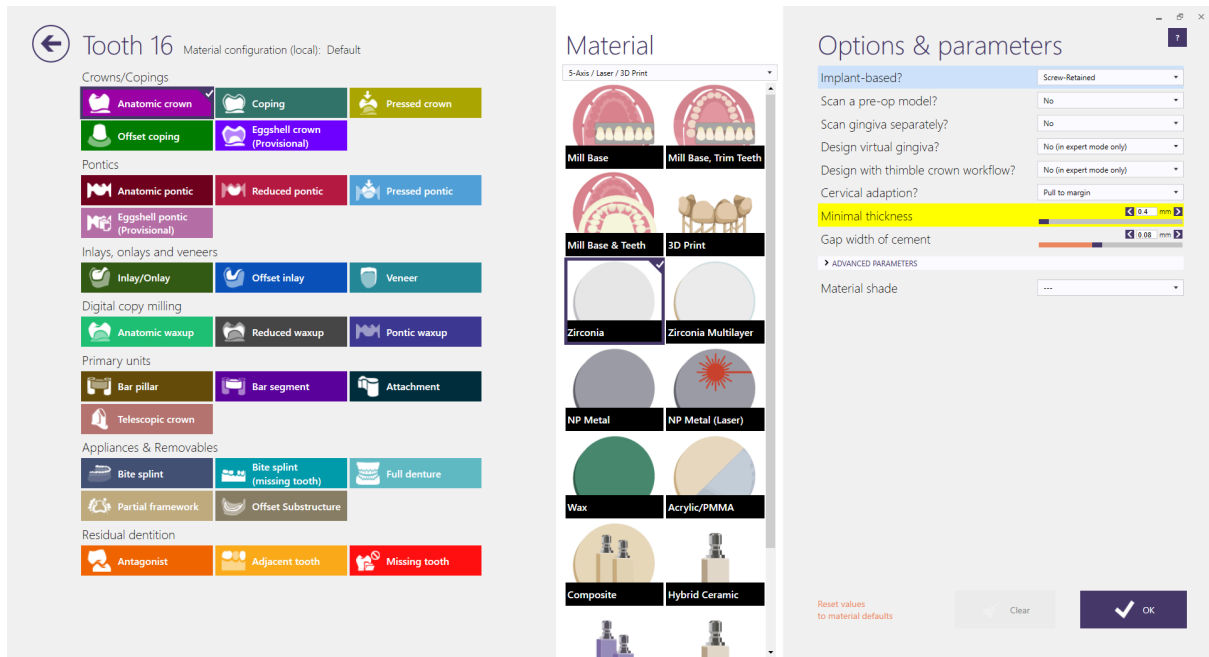 Tooth 16 Material configuration (local): Default
Crowns/Copings
Anatomic crown
Coping
Pressed crown
Offset coping
Eggshell crown
(Provisional)
Pontics
Anatomic pontic
Reduced pontic
Pressed pontic
Eggshell pontic
(Provisional)
Inlays, onlays and veneers
Inlay/Onlay
Offset inlay
Veneer
Digital copy milling
Anatomic waxup
Reduced waxup
Pontic waxup
Primary units
Bar pillar
Bar segment
Attachment
Telescopic crown
Appliances & Removables
Bite splint
Bite splint
(missing tooth)
Full denture
Partial framework
Offset Substructure
Residual dentition
Antagonist
Adjacent tooth
Missing tooth
Material
5-Axis / Laser / 3D Print
Mill Base
Mill Base, Trim Teeth
Mill Base & Teeth
3D Print
Zirconia
Zirconia Multilayer
NP Metal
NP Metal (Laser)
Wax
Acrylic/PMMA
Composite
Hybrid Ceramic
Options & parameters
?
Implant-based? Screw-Retained
Scan a pre-op model? No
Scan gingiva separately? No
Design virtual gingiva? No (in expert mode only)
Design with thimble crown workflow? No (in expert mode only)
Cervical adaption? Pull to margin
Minimal thickness 0.4 mm
Gap width of cement 0.08 mm
ADVANCED PARAMETERS
Material shade ---
Reset values
to material defaults
Clear
OK